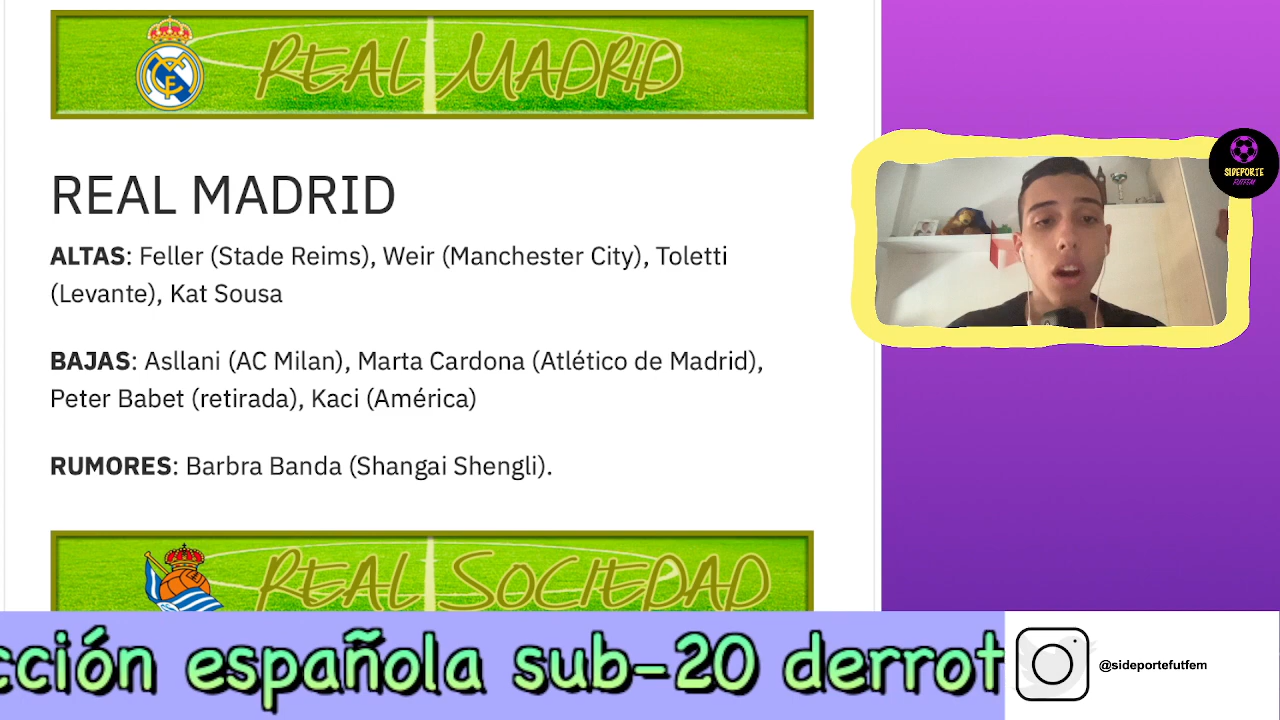 REAL MADRID
REAL MADRID
ALTAS: Feller (Stade Reims), Weir (Manchester City), Toletti
(Levante), Kat Sousa
BAJAS: Asllani (AC Milan), Marta Cardona (Atlético de Madrid),
Peter Babet (retirada), Kaci (América)
RUMORES: Barbra Banda (Shangai Shengli).
REAL SOCIEDAD
SIDEPORTE
FUTFEM
cción española sub-20 derrot
@sideportefutfem